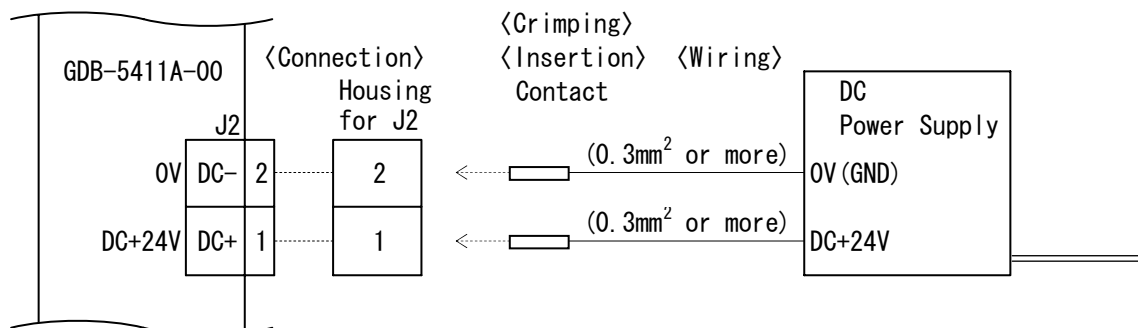 〈Crimping〉
GDB-5411A-00
〈Connection〉
〈Insertion〉
〈Wiring〉
Housing
for J2
Contact
DC
Power Supply
J2
(0.3mm² or more)
0V
DC-
2
2
0V(GND)
(0.3mm² or more)
DC+24V
DC+
1
1
DC+24V